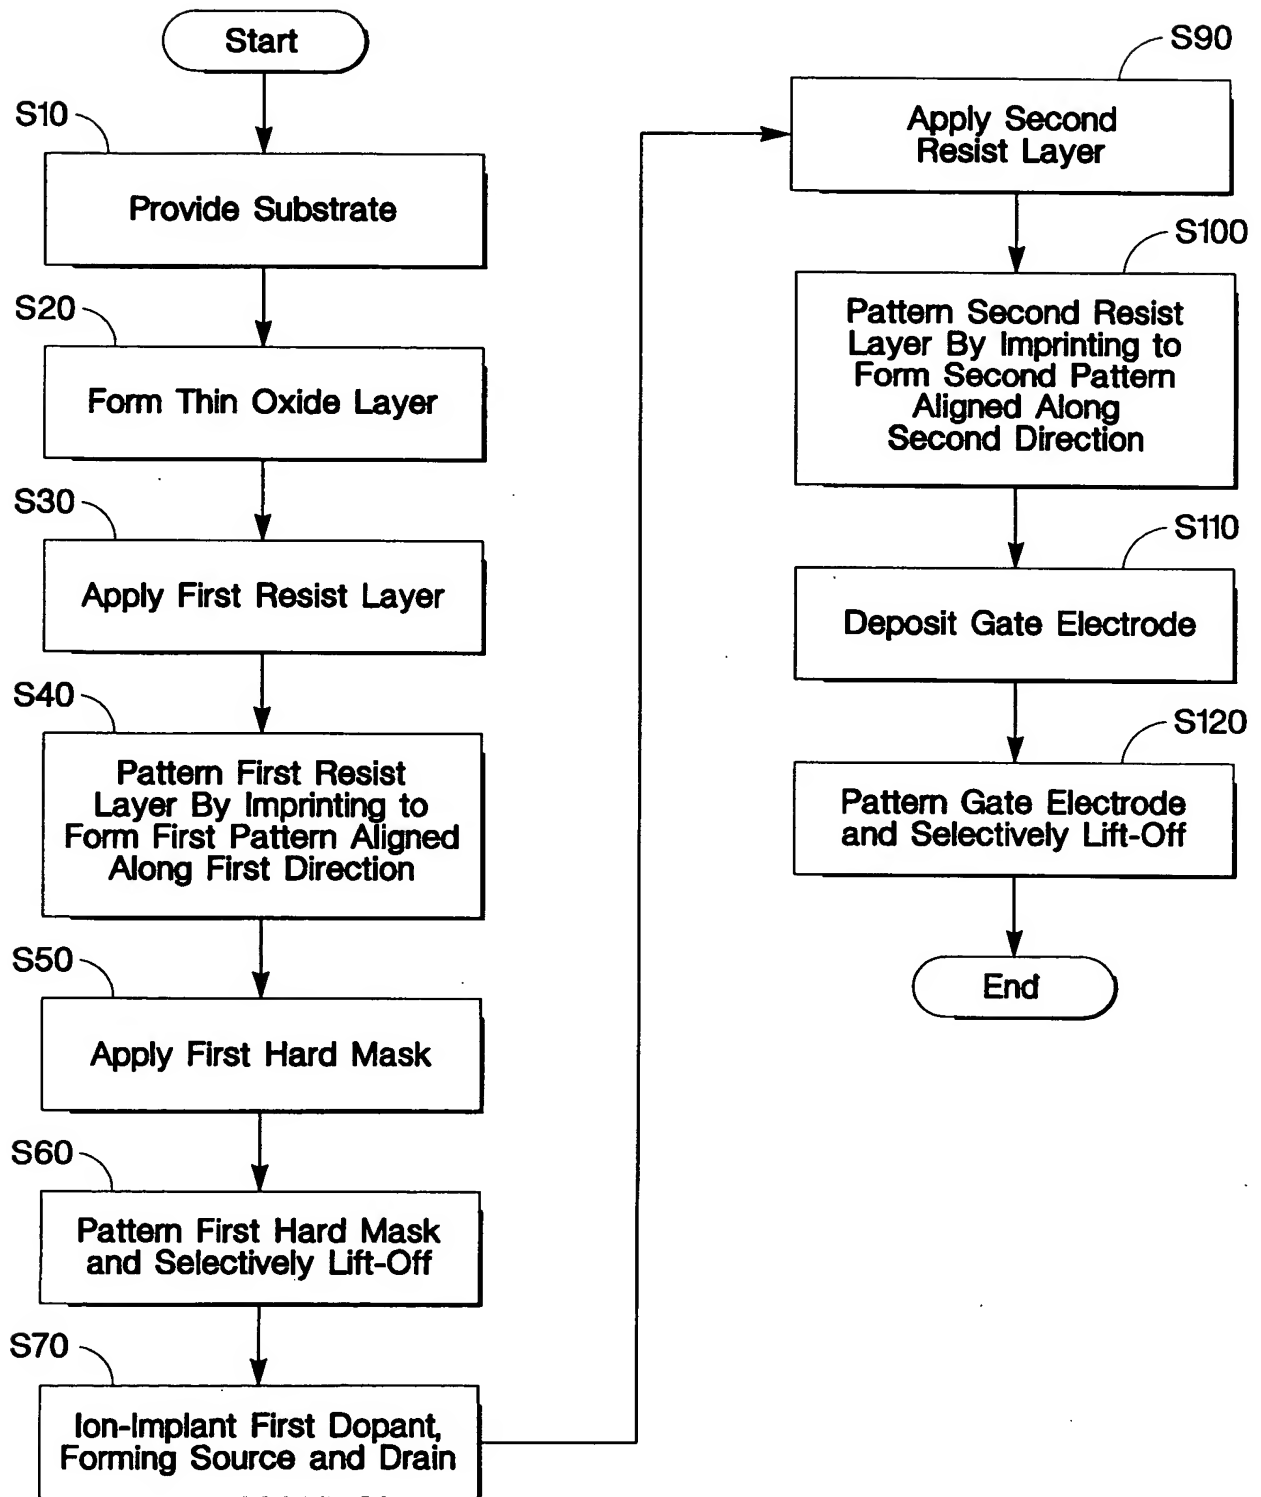 Start
S10
Provide Substrate
S20
Form Thin Oxide Layer
S30
Apply First Resist Layer
S40
Pattern First Resist
Layer By Imprinting to
Form First Pattern Aligned
Along First Direction
S50
Apply First Hard Mask
S60
Pattern First Hard Mask
and Selectively Lift-Off
S70
Ion-Implant First Dopant,
Forming Source and Drain
S90
Apply Second
Resist Layer
S100
Pattern Second Resist
Layer By Imprinting to
Form Second Pattern
Aligned Along
Second Direction
S110
Deposit Gate Electrode
S120
Pattern Gate Electrode
and Selectively Lift-Off
End